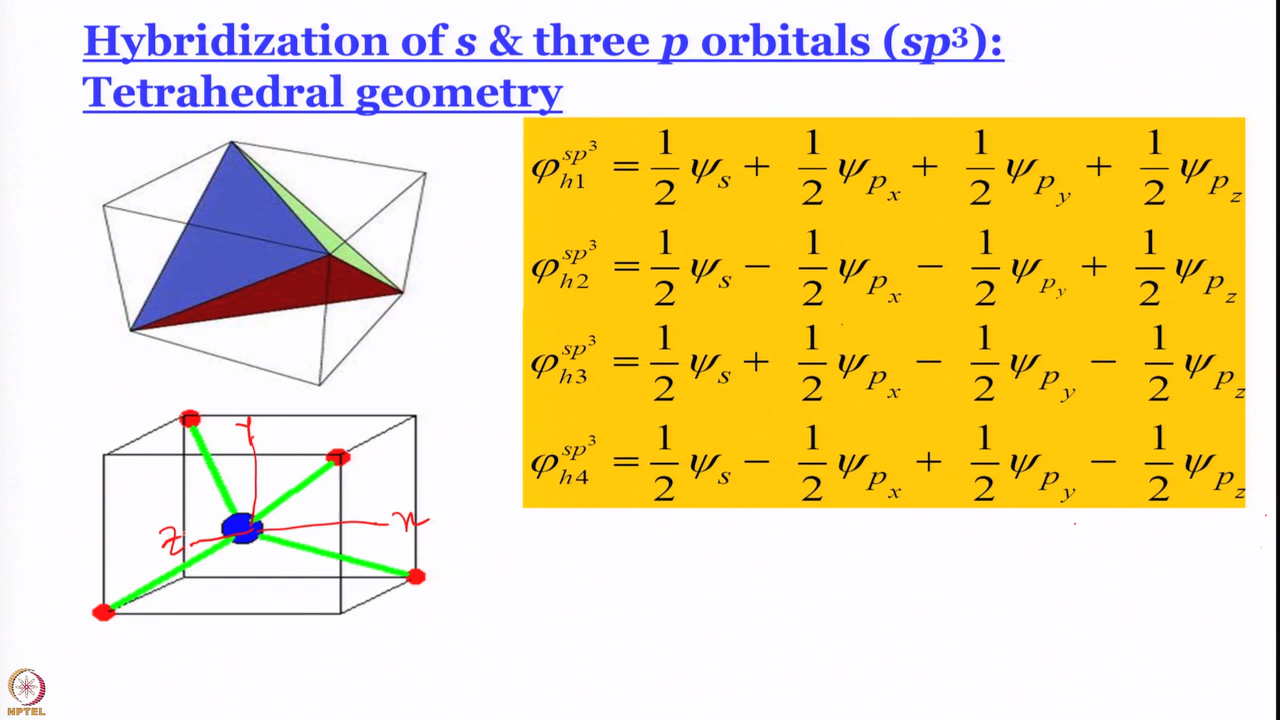 Hybridization of s & three p orbitals (sp³):
Tetrahedral geometry
φ_{h1}^{sp³} = 1/2 ψ_s + 1/2 ψ_{p_x} + 1/2 ψ_{p_y} + 1/2 ψ_{p_z}
φ_{h2}^{sp³} = 1/2 ψ_s − 1/2 ψ_{p_x} − 1/2 ψ_{p_y} + 1/2 ψ_{p_z}
φ_{h3}^{sp³} = 1/2 ψ_s + 1/2 ψ_{p_x} − 1/2 ψ_{p_y} − 1/2 ψ_{p_z}
φ_{h4}^{sp³} = 1/2 ψ_s − 1/2 ψ_{p_x} + 1/2 ψ_{p_y} − 1/2 ψ_{p_z}
Y
x
Z
NPTEL